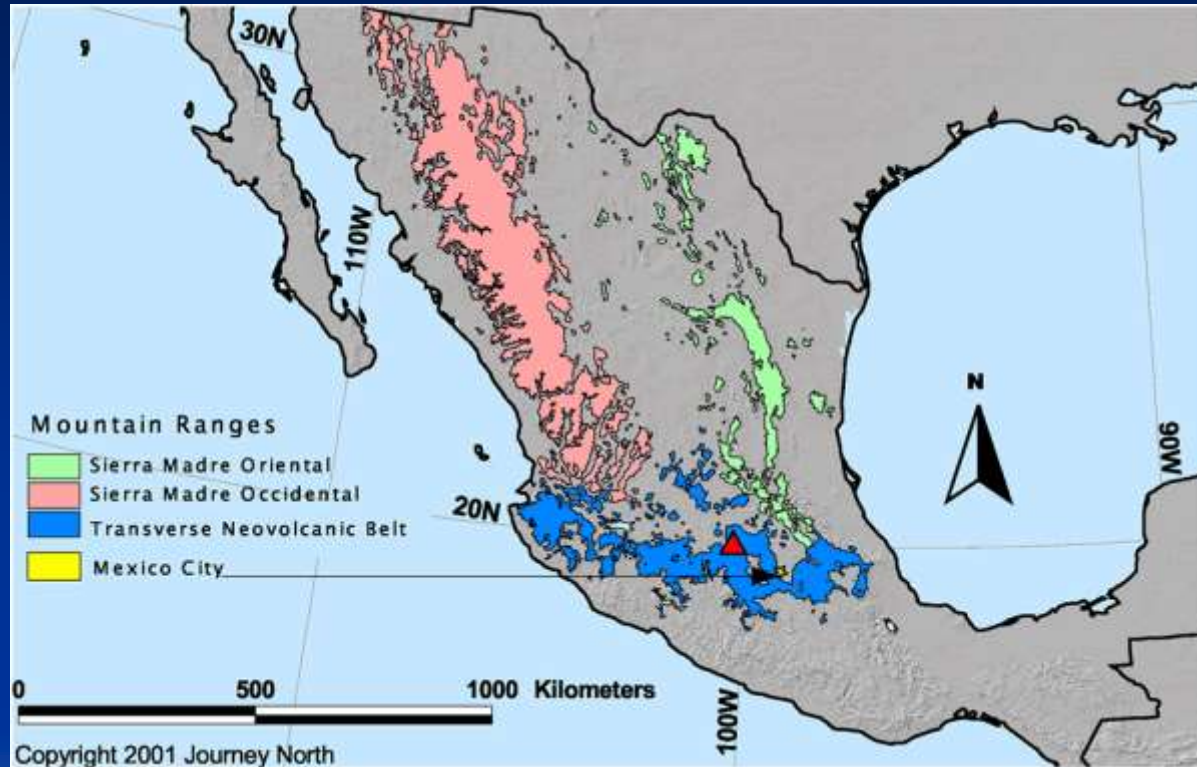 30N
110W
N
Mountain Ranges
Sierra Madre Oriental
Sierra Madre Occidental
90W
20N
Transverse Neovolcanic Belt
Mexico City
0 500 1000 Kilometers
100W
Copyright 2001 Journey North